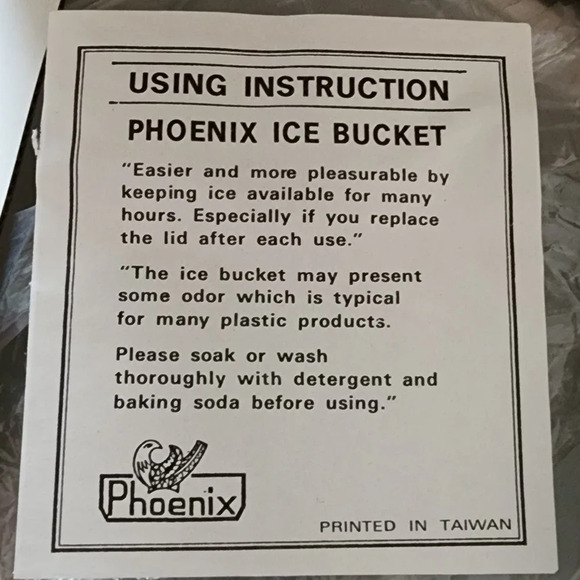 USING INSTRUCTION
PHOENIX ICE BUCKET
"Easier and more pleasurable by
keeping ice available for many
hours. Especially if you replace
the lid after each use."
"The ice bucket may present
some odor which is typical
for many plastic products.
Please soak or wash
thoroughly with detergent and
baking soda before using."
Phoenix
PRINTED IN TAIWAN